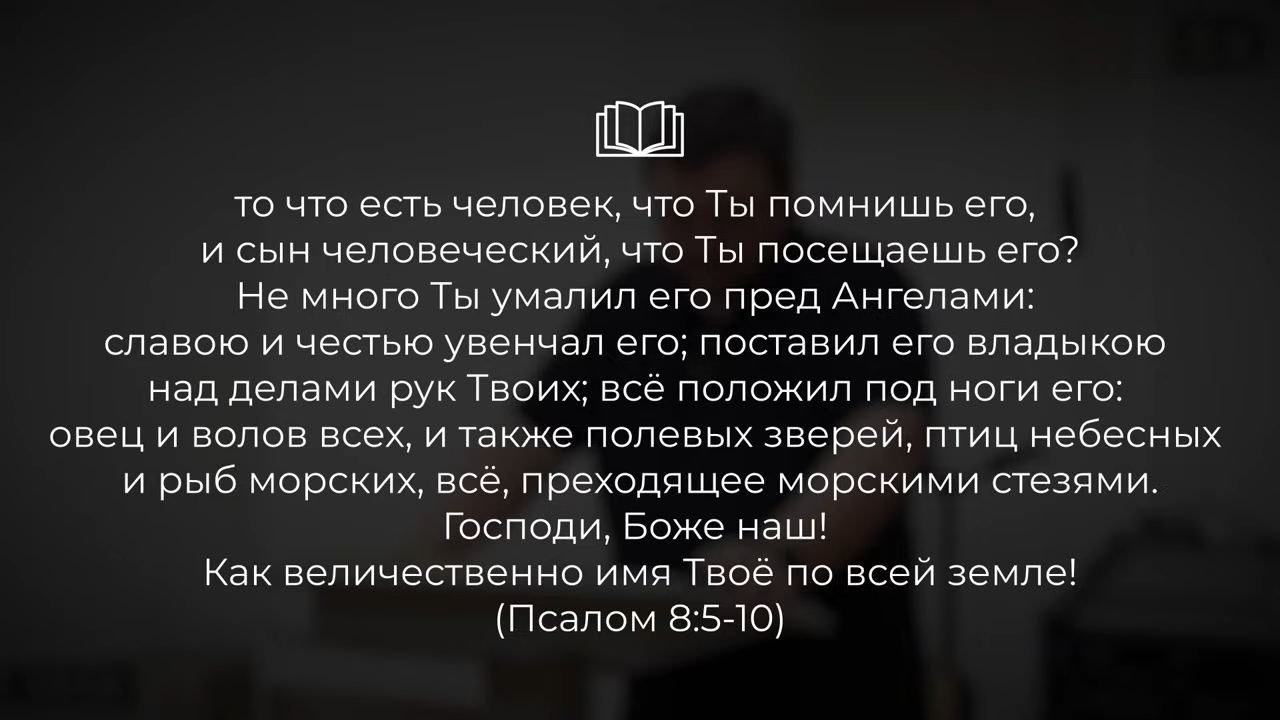 то что есть человек, что Ты помнишь его,
и сын человеческий, что Ты посещаешь его?
Не много Ты умалил его пред Ангелами:
славою и честью увенчал его; поставил его владыкою
над делами рук Твоих; всё положил под ноги его:
овец и волов всех, и также полевых зверей, птиц небесных
и рыб морских, всё, преходящее морскими стезями.
Господи, Боже наш!
Как величественно имя Твоё по всей земле!
(Псалом 8:5-10)